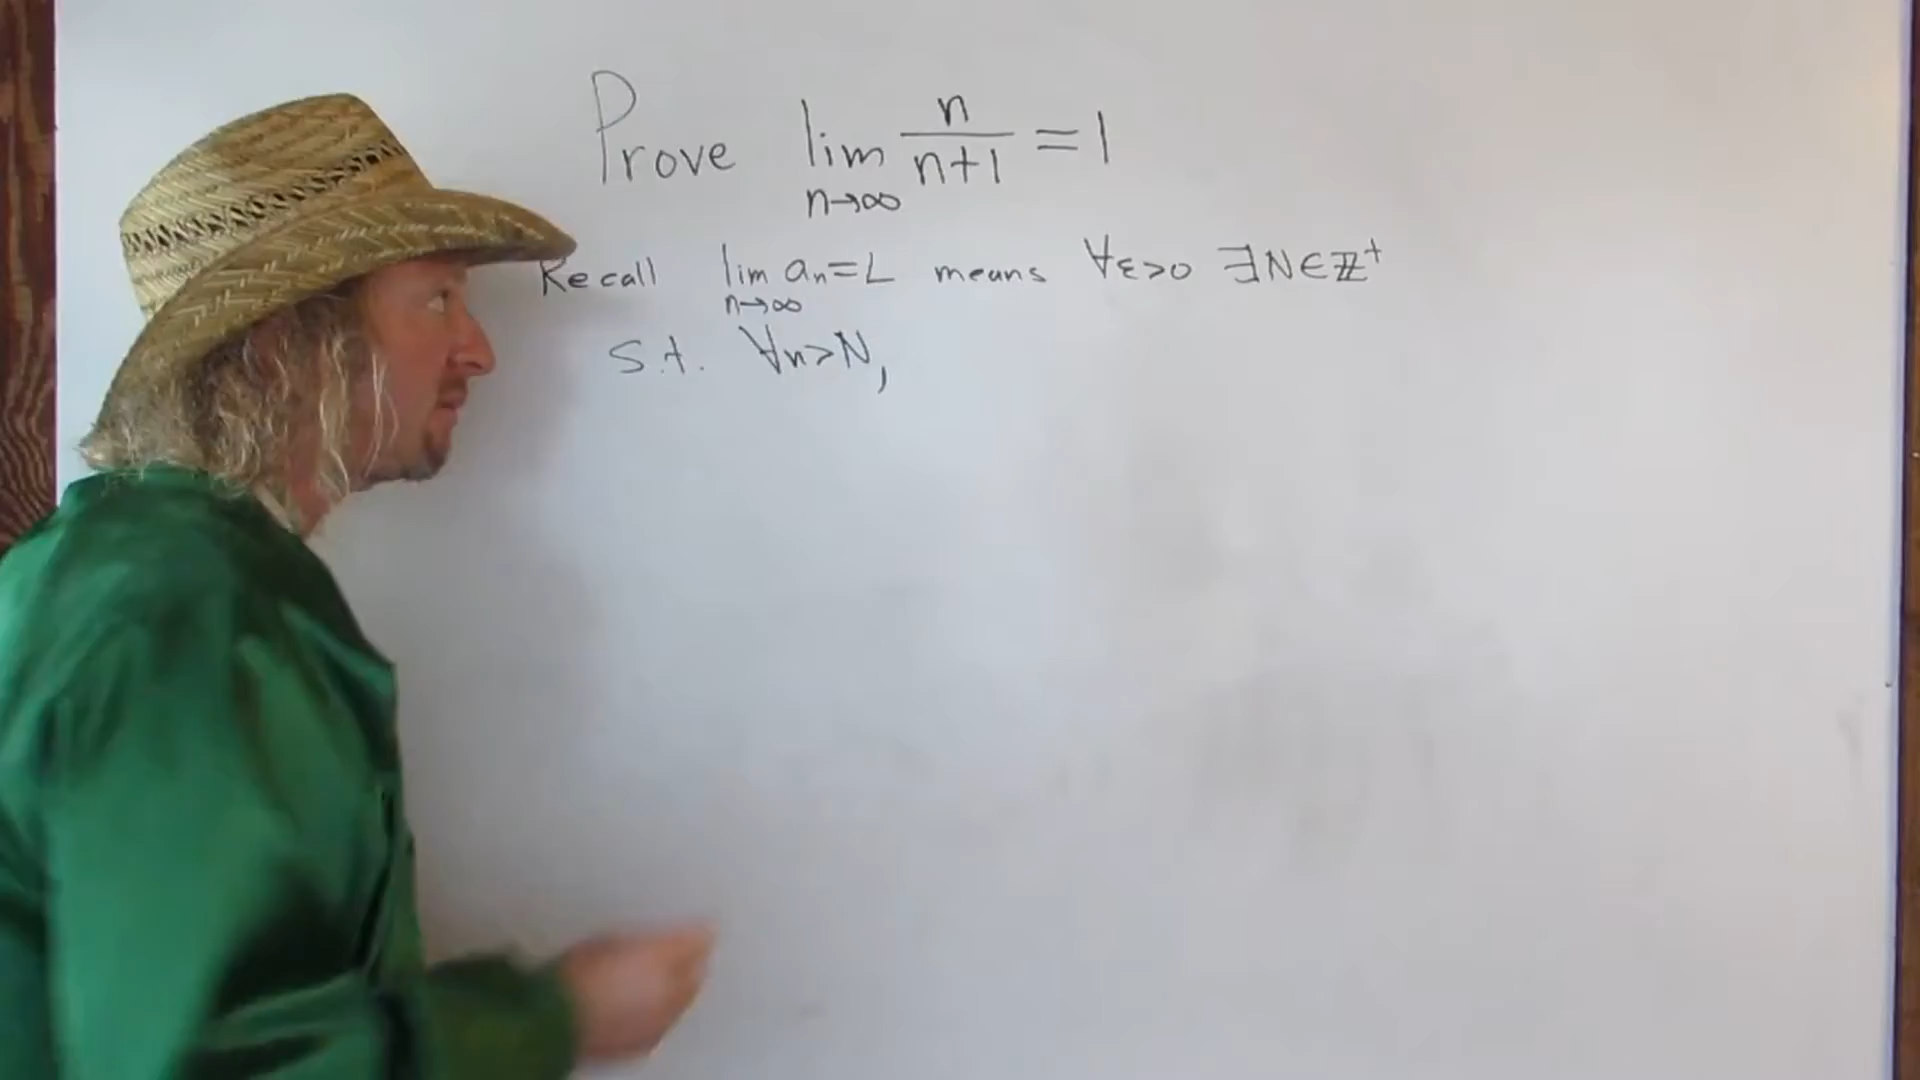 Prove lim n→∞ n/(n+1) = 1
Recall lim n→∞ aₙ = L means ∀ε>0 ∃N∈ℤ⁺
s.t. ∀n>N,